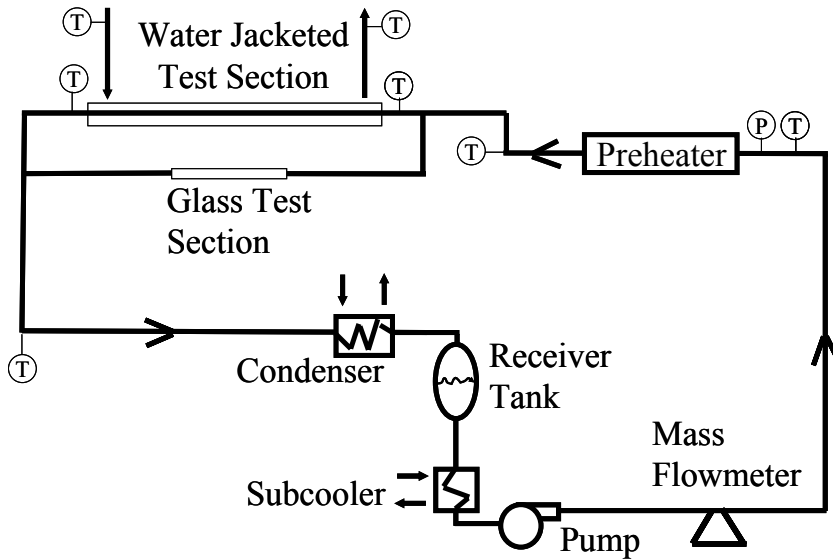 T
T
Water Jacketed
Test Section
T
T
P
T
T
Preheater
Glass Test
Section
T
Condenser
Receiver
Tank
Mass
Flowmeter
Subcooler
Pump